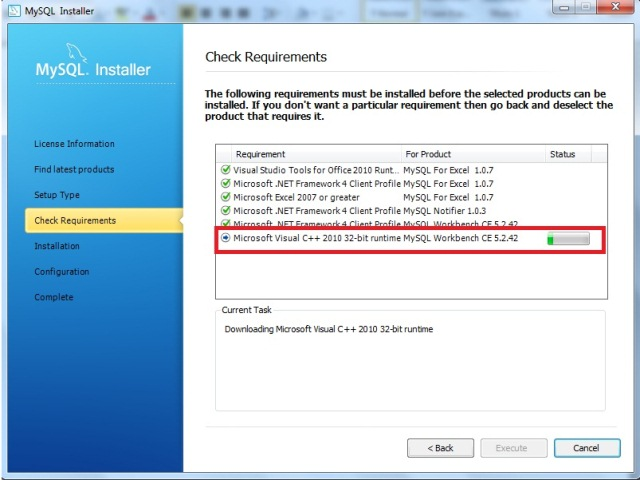 MySQL Installer
MySQL Installer
License Information
Find latest products
Setup Type
Check Requirements
Installation
Configuration
Complete
Check Requirements
The following requirements must be installed before the selected products can be
installed. If you don't want a particular requirement then go back and deselect the
product that requires it.
Requirement For Product Status
Visual Studio Tools for Office 2010 Runt... MySQL For Excel 1.0.7
Microsoft .NET Framework 4 Client Profile MySQL For Excel 1.0.7
Microsoft Excel 2007 or greater MySQL For Excel 1.0.7
Microsoft .NET Framework 4 Client Profile MySQL Notifier 1.0.3
Microsoft .NET Framework 4 Client Profile MySQL Workbench CE 5.2.42
Microsoft Visual C++ 2010 32-bit runtime MySQL Workbench CE 5.2.42
Current Task
Downloading Microsoft Visual C++ 2010 32-bit runtime
< Back Execute Cancel